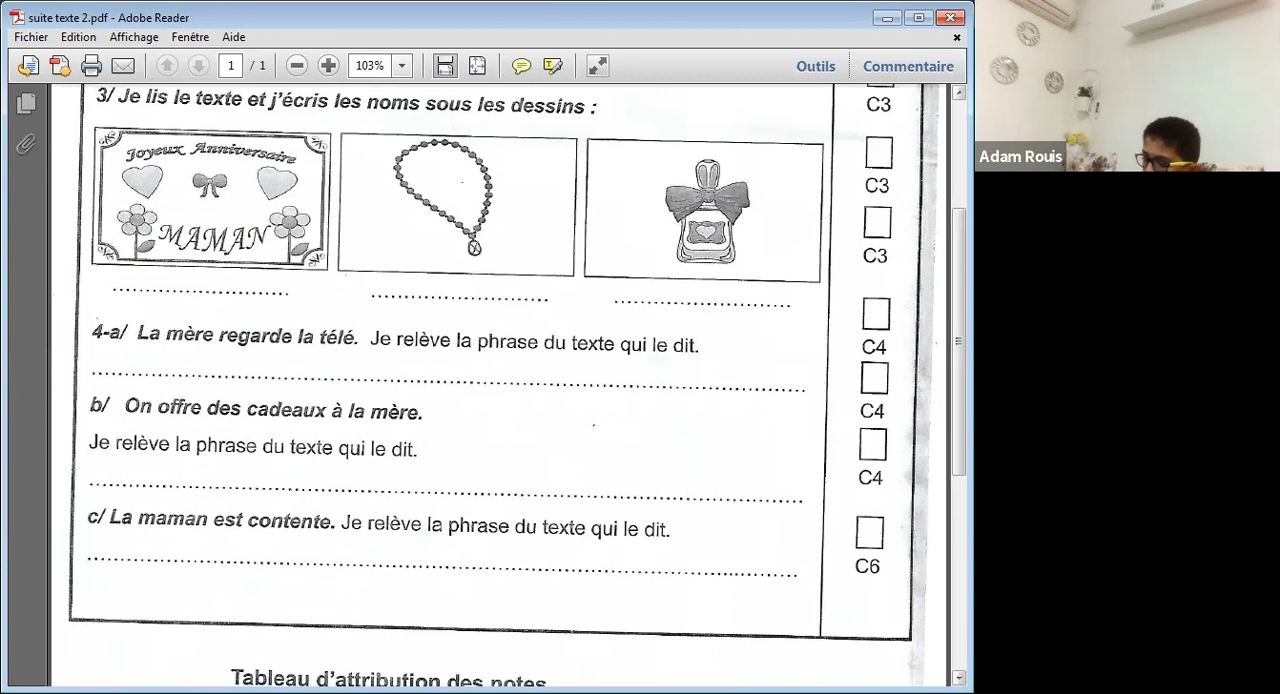 suite texte 2.pdf - Adobe Reader
Fichier Edition Affichage Fenêtre Aide
1 / 1 103% Outils Commentaire
3/ Je lis le texte et j'écris les noms sous les dessins :
C3
Joyeux Anniversaire
MAMAN
C3
C3
4-a/ La mère regarde la télé. Je relève la phrase du texte qui le dit.
C4
b/ On offre des cadeaux à la mère.
C4
Je relève la phrase du texte qui le dit.
C4
c/ La maman est contente. Je relève la phrase du texte qui le dit.
C6
Tableau d'attribution des notes
Adam Rouis